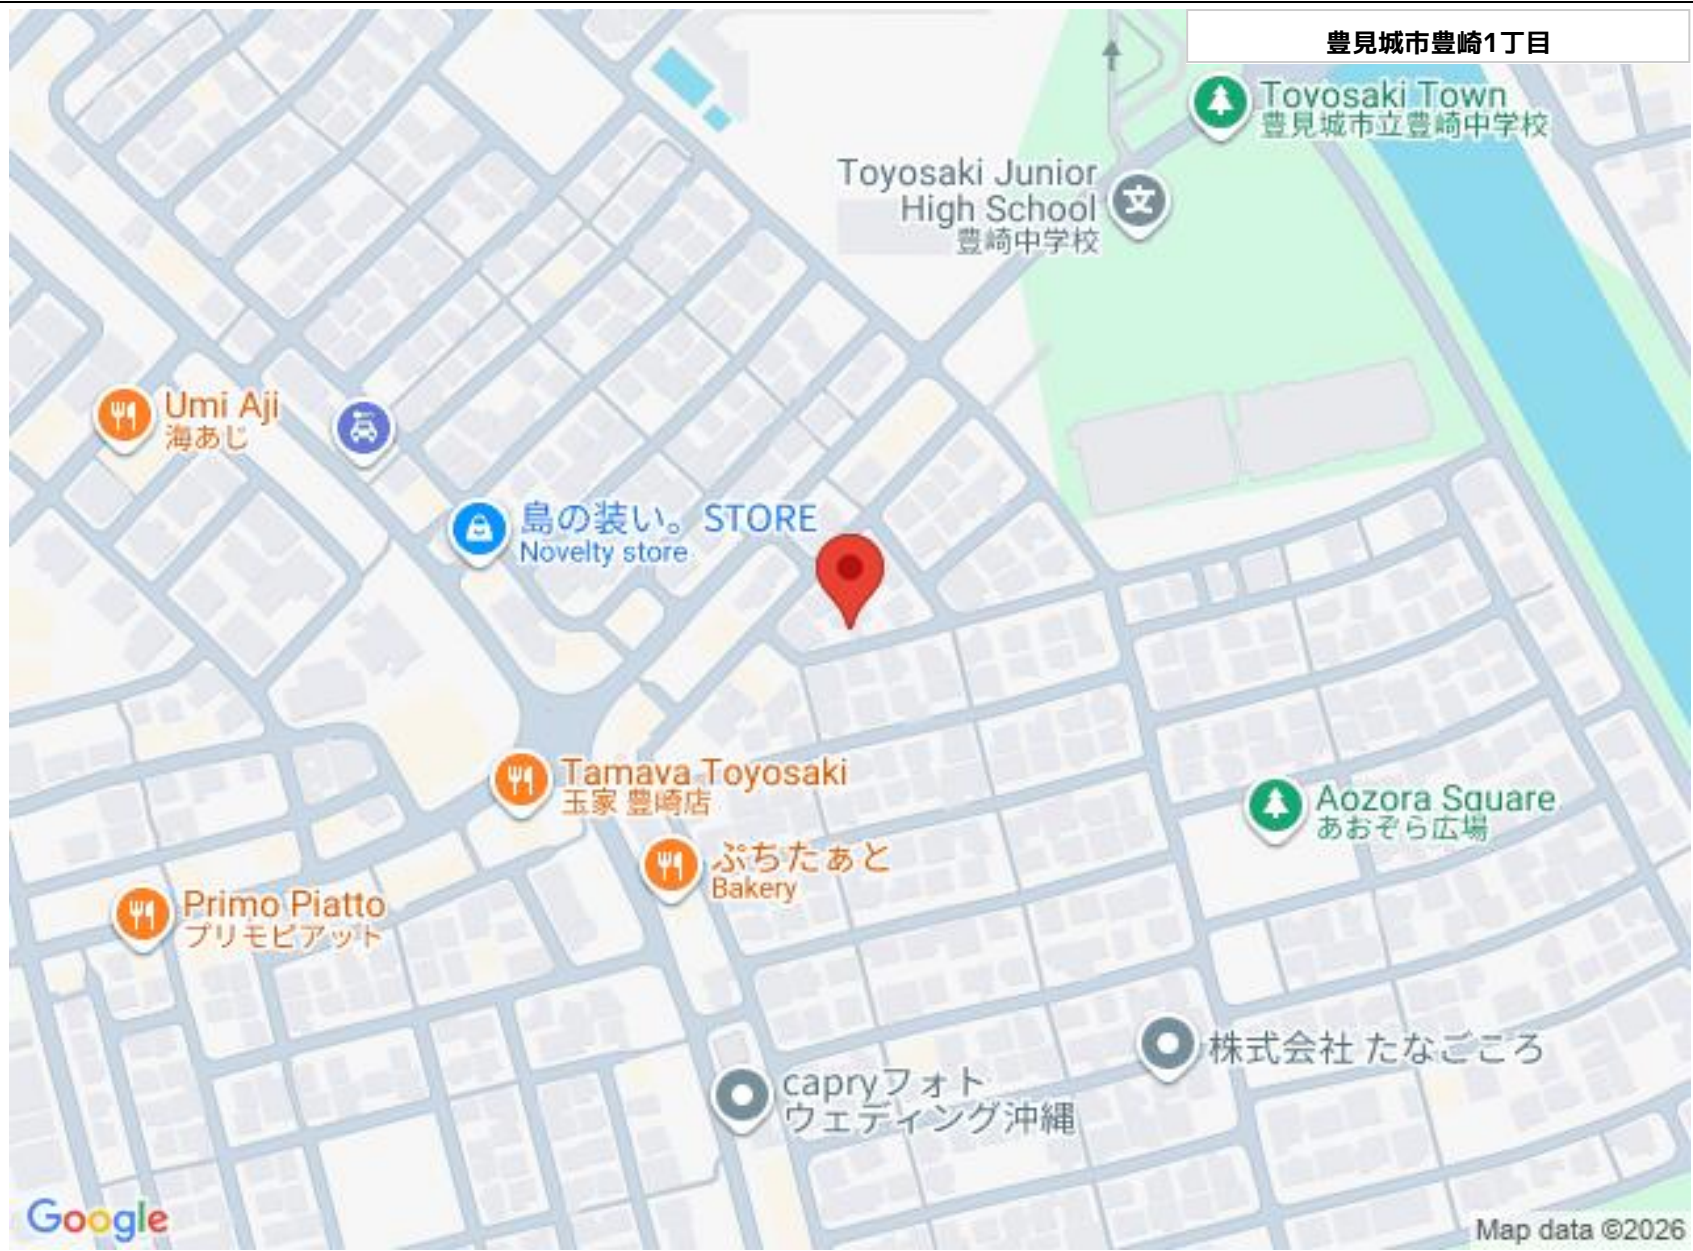 豊見城市豊崎1丁目
Toyosaki Town
豊見城市立豊崎中学校
Toyosaki Junior
High School
豊崎中学校
文
Umi Aji
海あじ
島の装い。STORE
Novelty store
Tamaya Toyosaki
玉家 豊崎店
Aozora Square
あおぞら広場
ぷちたぁと
Bakery
Primo Piatto
プリモピアット
株式会社 たなごころ
capryフォト
ウェディング沖縄
Google
Map data ©2026